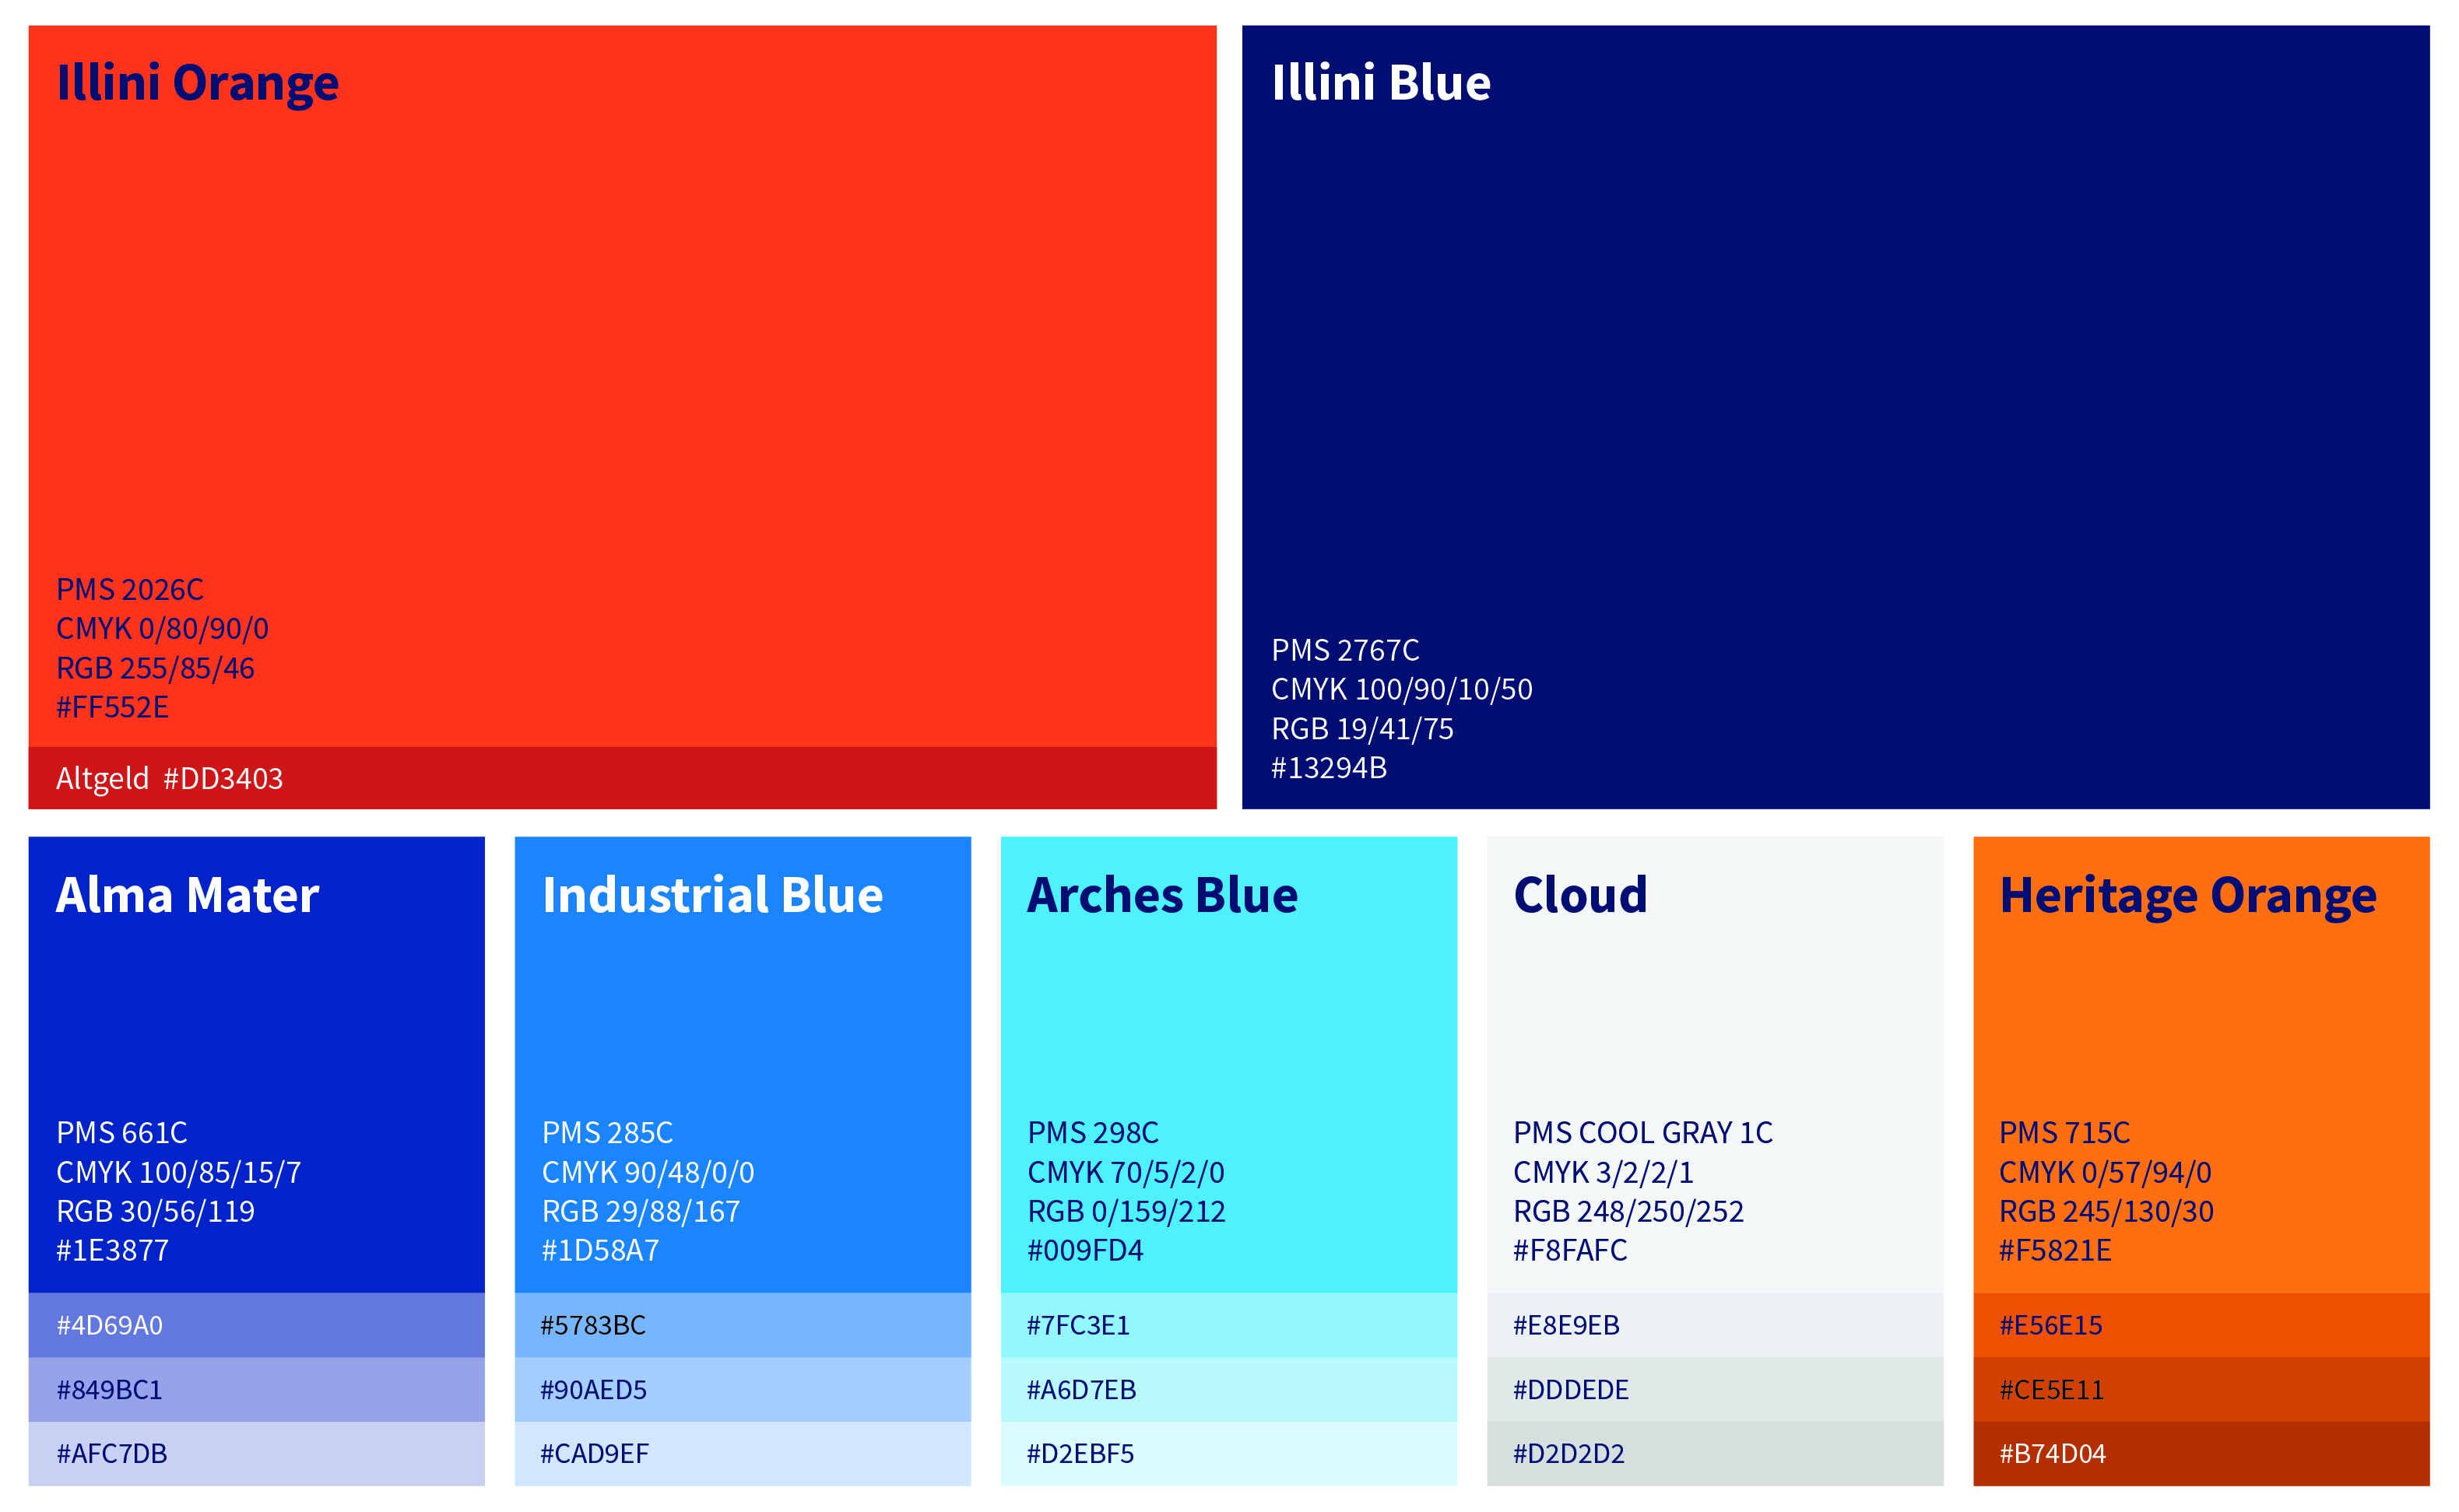 Illini Orange
PMS 2026C
CMYK 0/80/90/0
RGB 255/85/46
#FF552E
Altgeld #DD3403
Illini Blue
PMS 2767C
CMYK 100/90/10/50
RGB 19/41/75
#13294B
Alma Mater
PMS 661C
CMYK 100/85/15/7
RGB 30/56/119
#1E3877
#4D69A0
#849BC1
#AFC7DB
Industrial Blue
PMS 285C
CMYK 90/48/0/0
RGB 29/88/167
#1D58A7
#5783BC
#90AED5
#CAD9EF
Arches Blue
PMS 298C
CMYK 70/5/2/0
RGB 0/159/212
#009FD4
#7FC3E1
#A6D7EB
#D2EBF5
Cloud
PMS COOL GRAY 1C
CMYK 3/2/2/1
RGB 248/250/252
#F8FAFC
#E8E9EB
#DDDEDE
#D2D2D2
Heritage Orange
PMS 715C
CMYK 0/57/94/0
RGB 245/130/30
#F5821E
#E56E15
#CE5E11
#B74D04